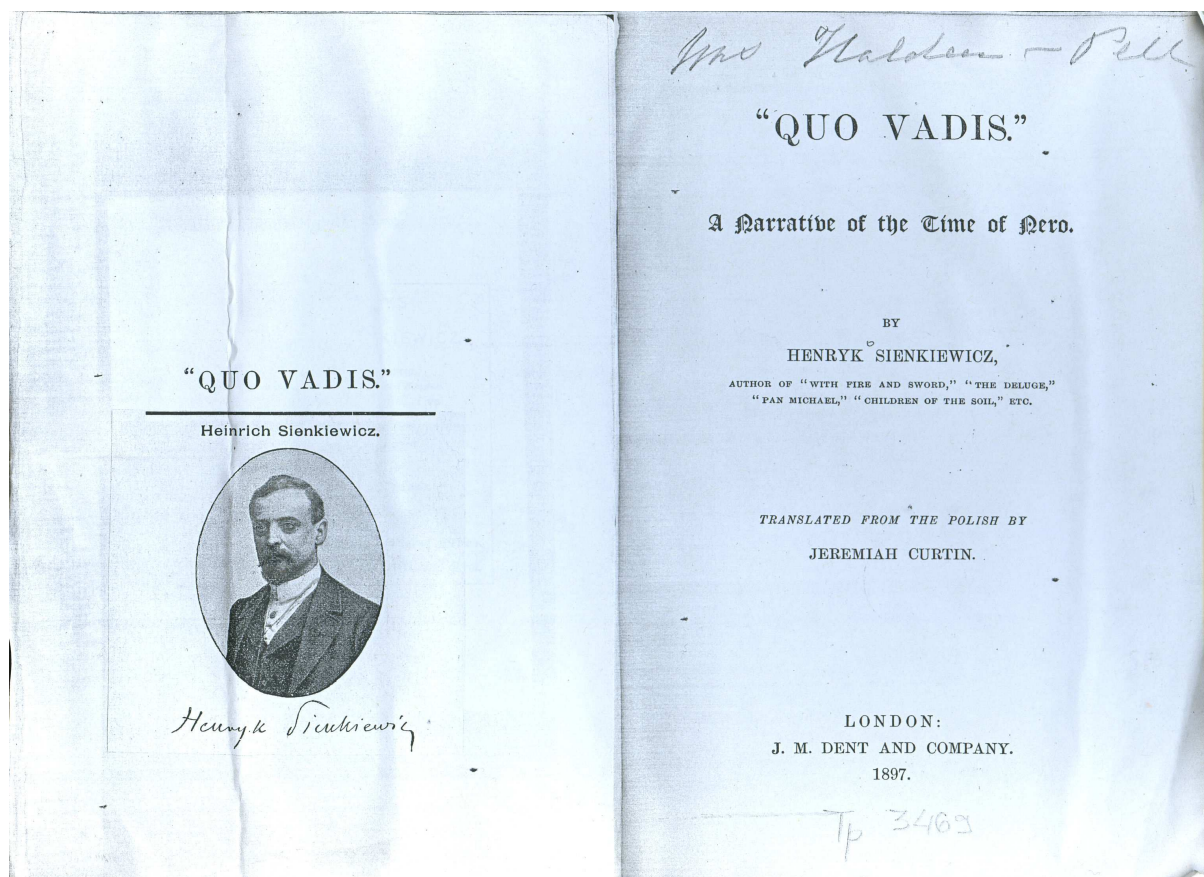 "QUO VADIS."
Heinrich Sienkiewicz.
Henryk Sienkiewicz
"QUO VADIS."
A Narrative of the Time of Nero.
BY
HENRYK SIENKIEWICZ,
AUTHOR OF "WITH FIRE AND SWORD," "THE DELUGE,"
"PAN MICHAEL," "CHILDREN OF THE SOIL," ETC.
TRANSLATED FROM THE POLISH BY
JEREMIAH CURTIN.
LONDON:
J. M. DENT AND COMPANY.
1897.
Tp 3469